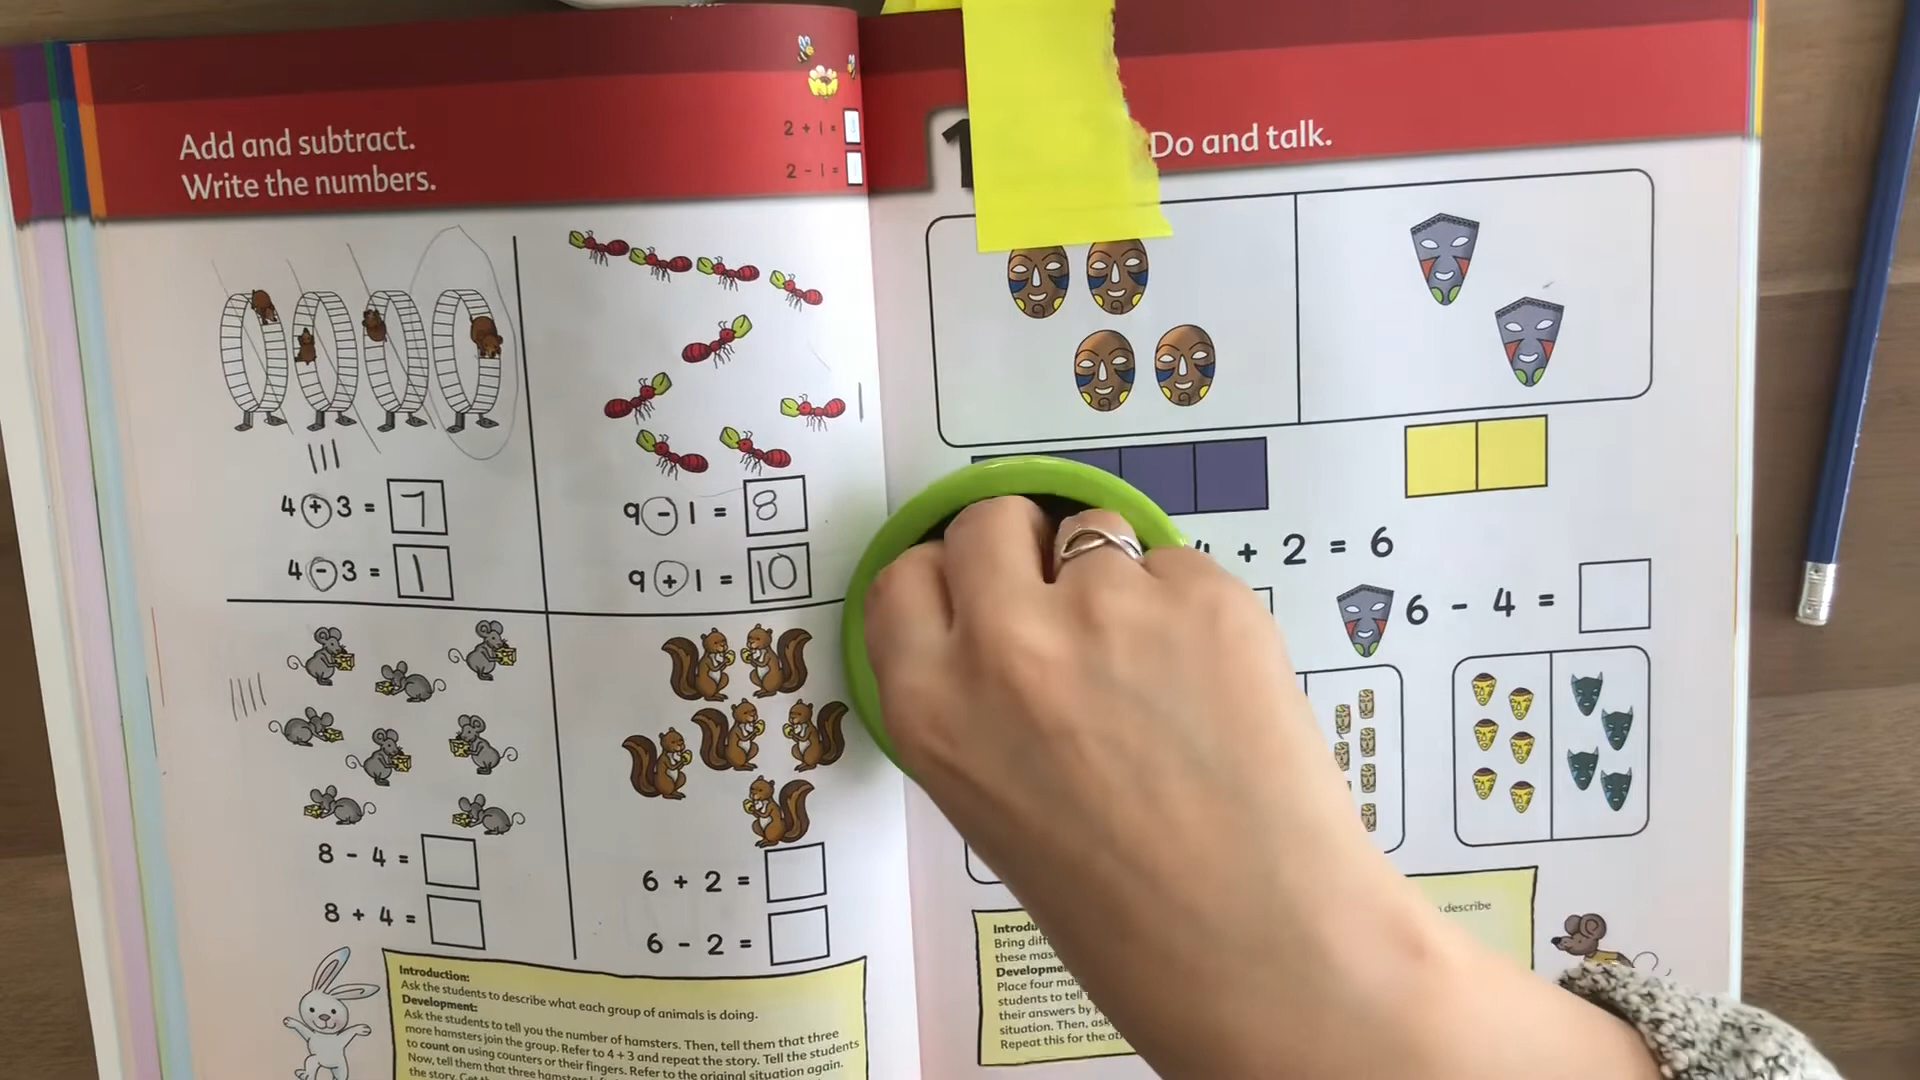 Add and subtract.
Write the numbers.
2 + 1 =
2 - 1 =
4 + 3 = 7
4 - 3 = 1
9 - 1 = 8
9 + 1 = 10
8 - 4 =
8 + 4 =
6 + 2 =
6 - 2 =
Introduction:
Ask the students to describe what each group of animals is doing.
Development:
Ask the students to tell you the number of hamsters. Then, tell them that three
more hamsters join the group. Refer to 4 + 3 and repeat the story. Tell the students
to count on using counters or their fingers. Refer to the original situation again.
Now, tell them that three
the story.
Do and talk.
4 + 2 = 6
6 - 4 =
describe
Bring
these
Place four
students to tell
their answers by
situation. Then, ask
Repeat this for the